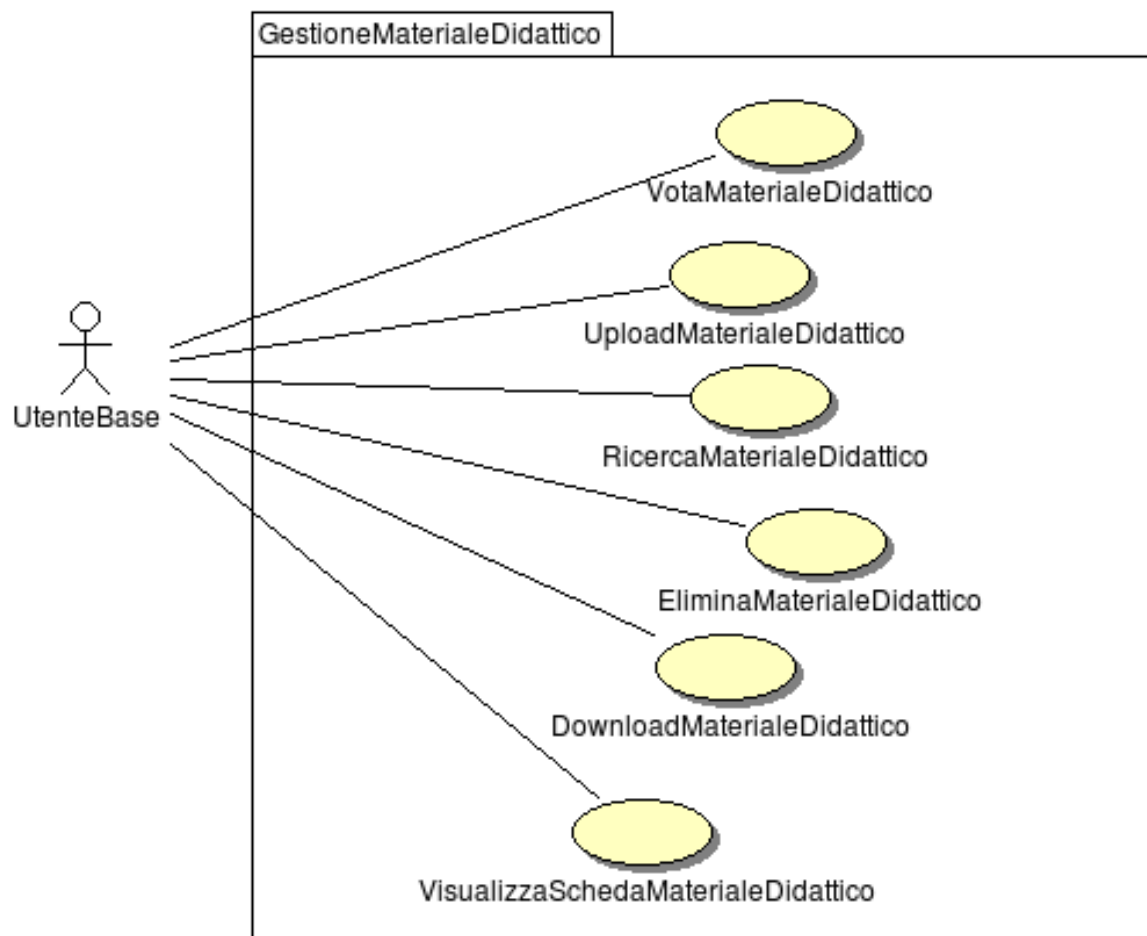 GestioneMaterialeDidattico
VotaMaterialeDidattico
UploadMaterialeDidattico
UtenteBase
RicercaMaterialeDidattico
EliminaMaterialeDidattico
DownloadMaterialeDidattico
VisualizzaSchedaMaterialeDidattico